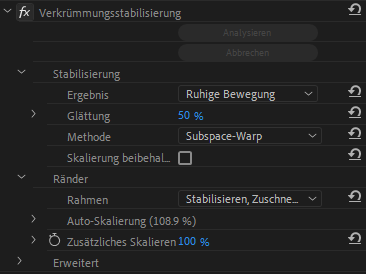 fx Verkrümmungsstabilisierung
Analysieren
Abbrechen
Stabilisierung
Ergebnis Ruhige Bewegung
Glättung 50 %
Methode Subspace-Warp
Skalierung beibehal...
Ränder
Rahmen Stabilisieren, Zuschne...
Auto-Skalierung (108.9 %)
Zusätzliches Skalieren 100 %
Erweitert